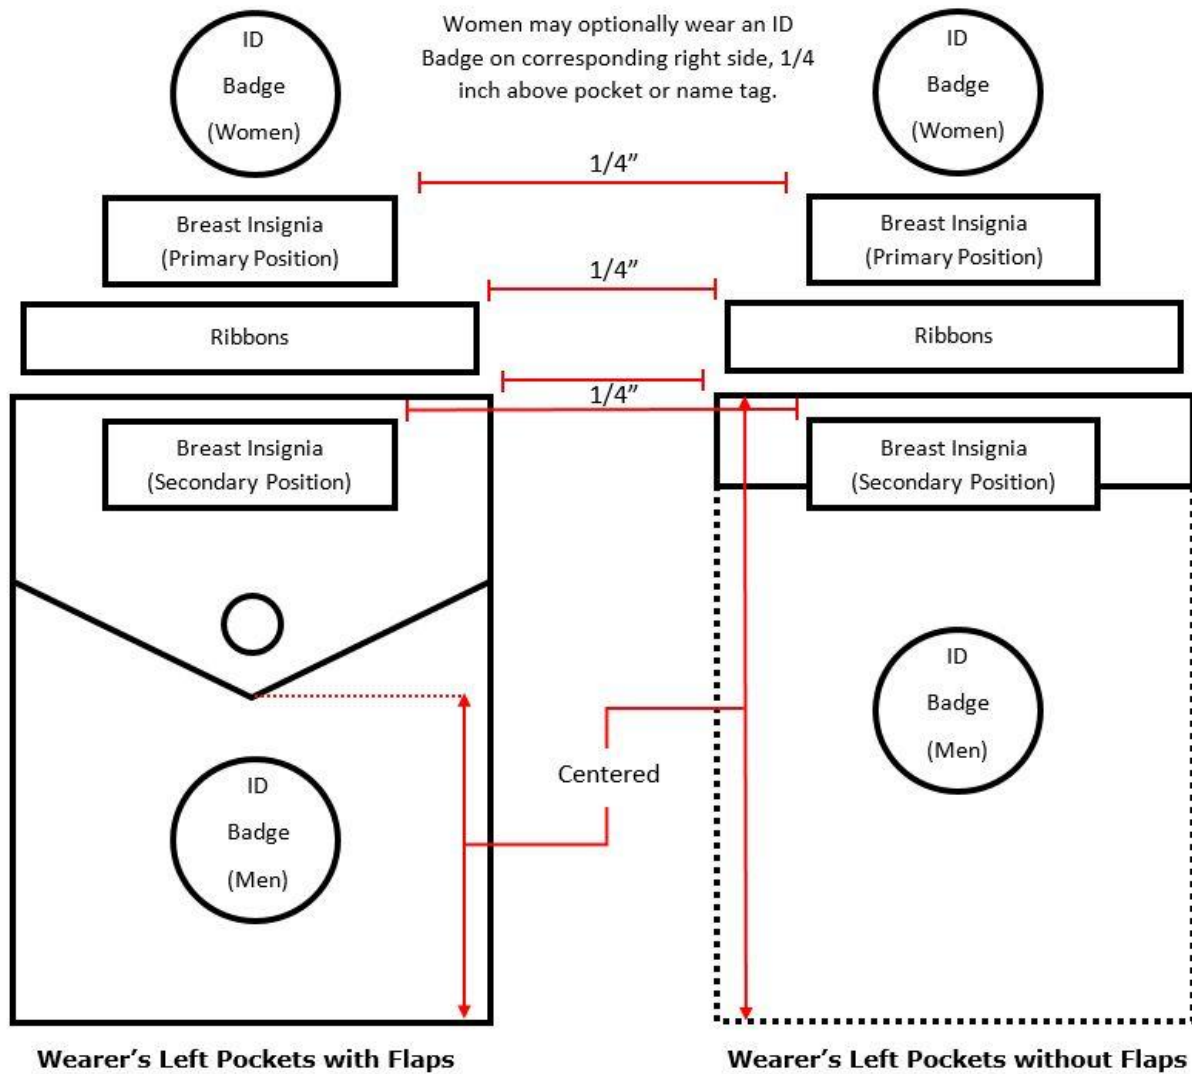 ID
Badge
(Women)
Women may optionally wear an ID
Badge on corresponding right side, 1/4
inch above pocket or name tag.
ID
Badge
(Women)
1/4”
Breast Insignia
(Primary Position)
Breast Insignia
(Primary Position)
1/4”
Ribbons
Ribbons
1/4”
Breast Insignia
(Secondary Position)
Breast Insignia
(Secondary Position)
ID
Badge
(Men)
Centered
ID
Badge
(Men)
Wearer’s Left Pockets with Flaps
Wearer’s Left Pockets without Flaps